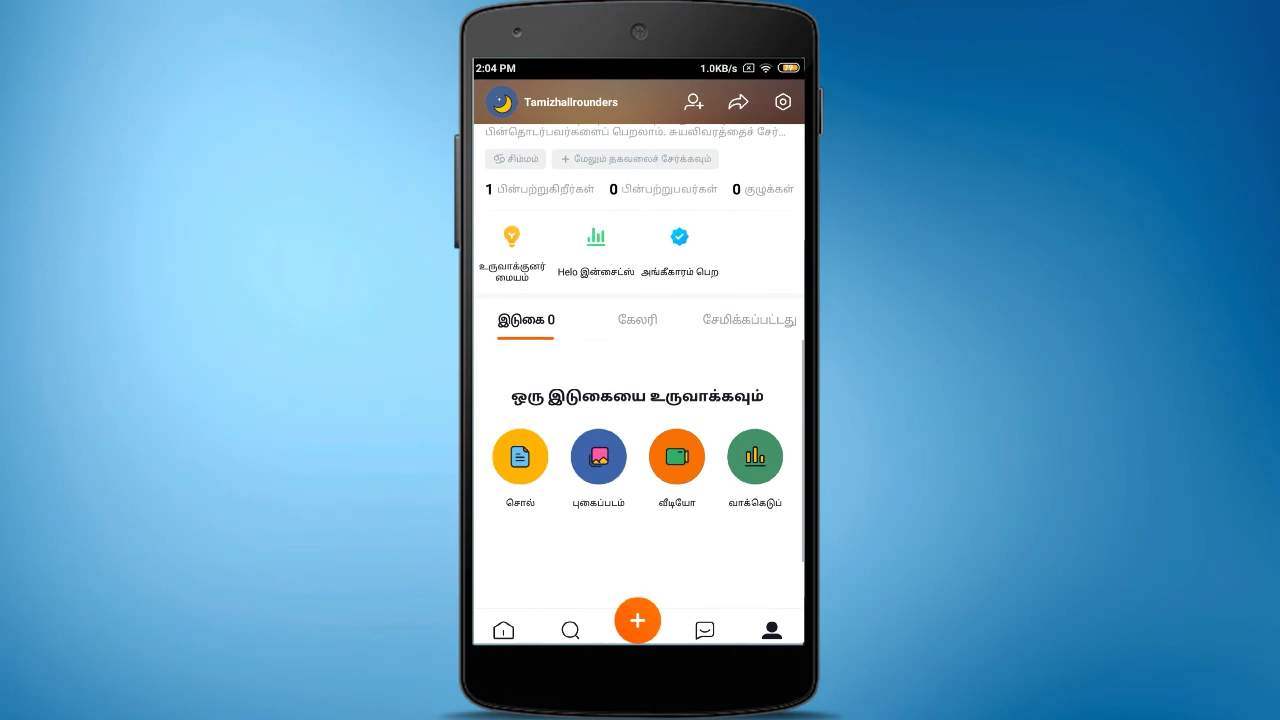 2:04 PM 1.0KB/s 79
Tamizhallrounders
பின்தொடர்பவர்களைப் பெறலாம். சுயவிவரத்தைச் சேர்...
சிம்மம் + மேலும் தகவலைச் சேர்க்கவும்
1 பின்பற்றுகிறீர்கள் 0 பின்பற்றுபவர்கள் 0 குழுக்கள்
உருவாக்குனர்
மையம்
Helo இன்சைட்ஸ்
அங்கீகாரம் பெற
இடுகை 0 கேலரி சேமிக்கப்பட்டது
ஒரு இடுகையை உருவாக்கவும்
சொல் புகைப்படம் வீடியோ வாக்கெடுப்